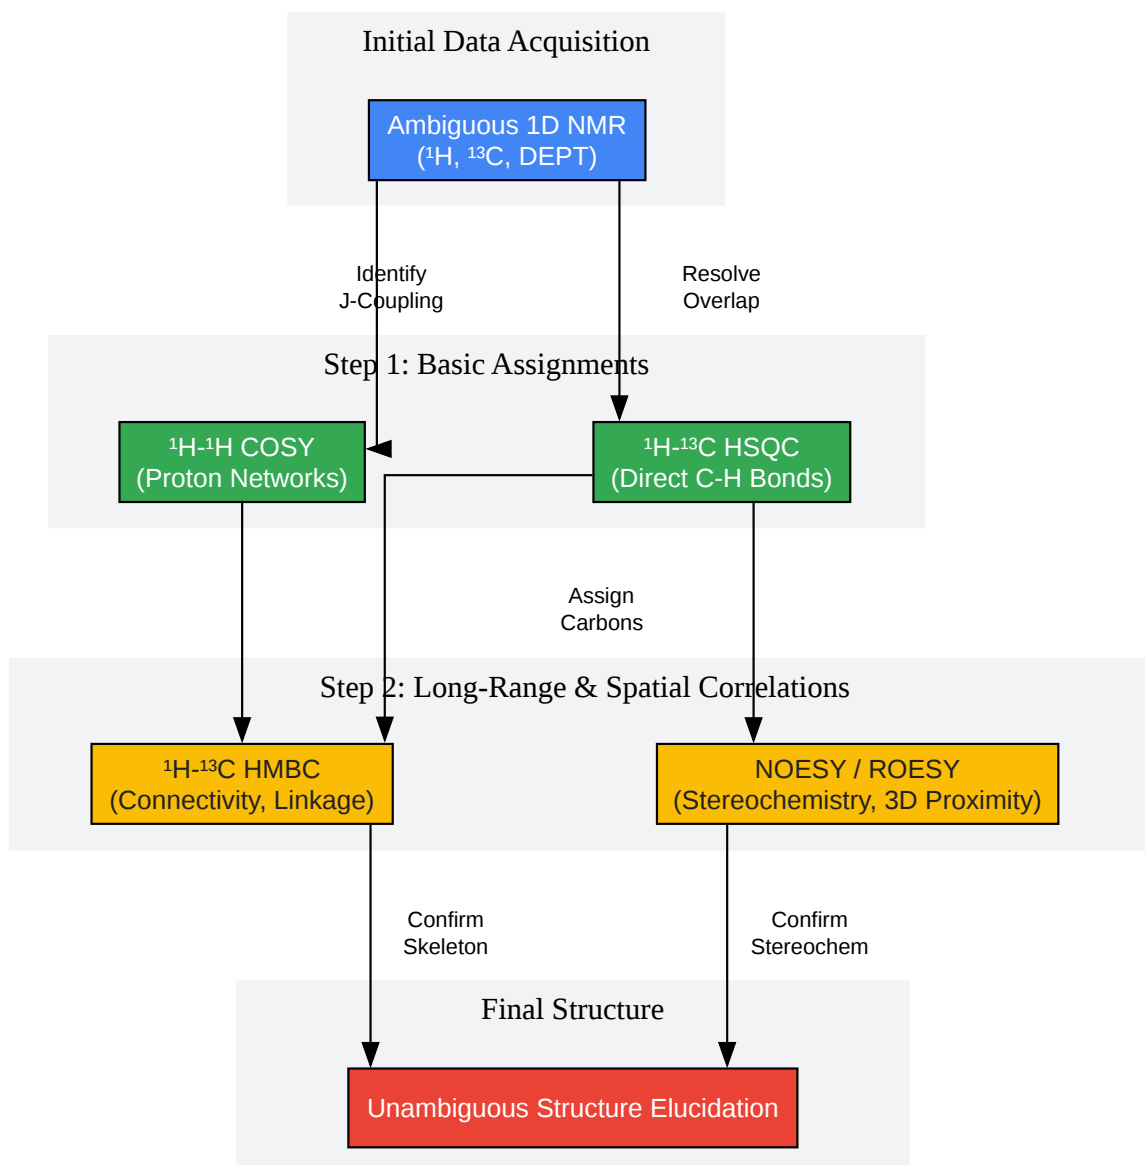 Initial Data Acquisition
Ambiguous 1D NMR
(¹H, ¹³C, DEPT)
Identify
J-Coupling
Resolve
Overlap
Step 1: Basic Assignments
¹H-¹H COSY
(Proton Networks)
¹H-¹³C HSQC
(Direct C-H Bonds)
Assign
Carbons
Step 2: Long-Range & Spatial Correlations
¹H-¹³C HMBC
(Connectivity, Linkage)
NOESY / ROESY
(Stereochemistry, 3D Proximity)
Confirm
Skeleton
Confirm
Stereochem
Final Structure
Unambiguous Structure Elucidation